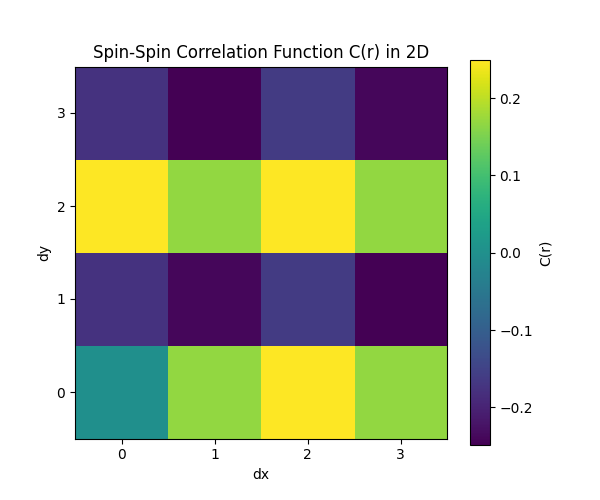 Spin-Spin Correlation Function C(r) in 2D
3
2
1
0
dy
0 1 2 3
dx
0.2
0.1
0.0
−0.1
−0.2
C(r)